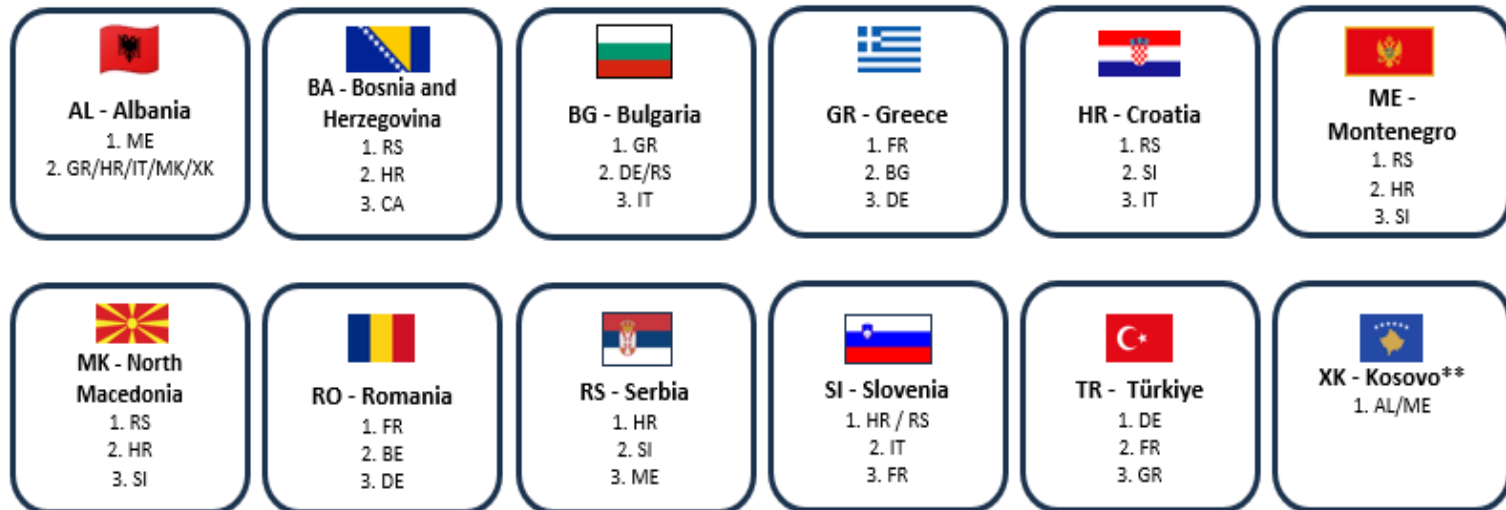 AL - Albania
1. ME
2. GR/HR/IT/MK/XK
BA - Bosnia and
Herzegovina
1. RS
2. HR
3. CA
BG - Bulgaria
1. GR
2. DE/RS
3. IT
GR - Greece
1. FR
2. BG
3. DE
HR - Croatia
1. RS
2. SI
3. IT
ME -
Montenegro
1. RS
2. HR
3. SI
MK - North
Macedonia
1. RS
2. HR
3. SI
RO - Romania
1. FR
2. BE
3. DE
RS - Serbia
1. HR
2. SI
3. ME
SI - Slovenia
1. HR / RS
2. IT
3. FR
TR - Türkiye
1. DE
2. FR
3. GR
XK - Kosovo**
1. AL/ME